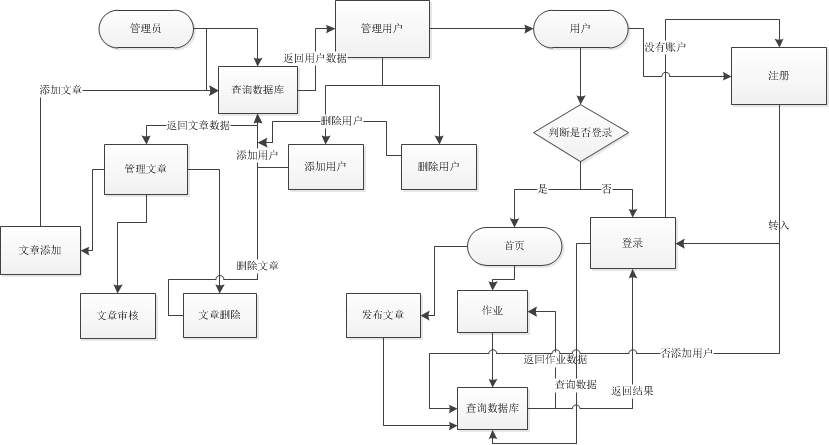 管理员
管理用户
用户
没有账户
返回用户数据
注册
添加文章
查询数据库
返回文章数据
删除用户
判断是否登录
添加用户
管理文章
添加用户
删除用户
是
否
转入
文章添加
首页
登录
删除文章
文章审核
文章删除
发布文章
作业
返回作业数据
否添加用户
查询数据
返回结果
查询数据库